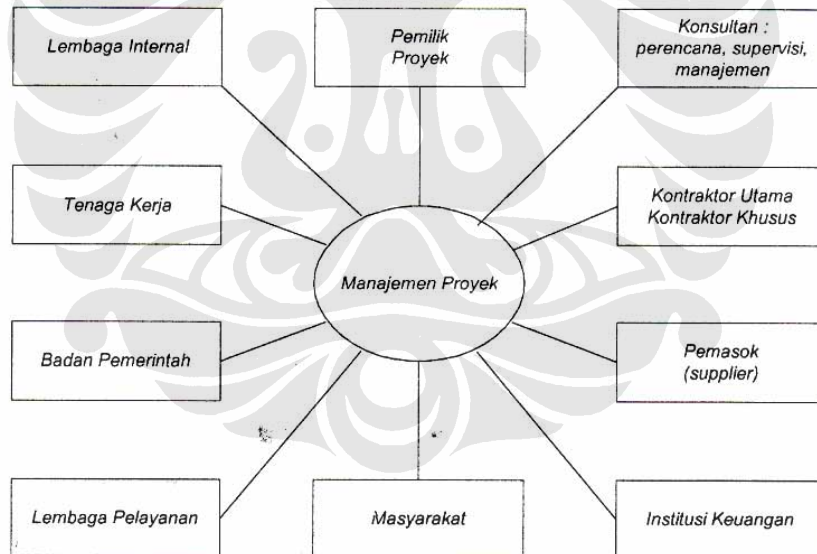 Lembaga Internal
Pemilik
Proyek
Konsultan :
perencana, supervisi,
manajemen
Tenaga Kerja
Kontraktor Utama
Kontraktor Khusus
Manajemen Proyek
Badan Pemerintah
Pemasok
(supplier)
Lembaga Pelayanan
Masyarakat
Institusi Keuangan